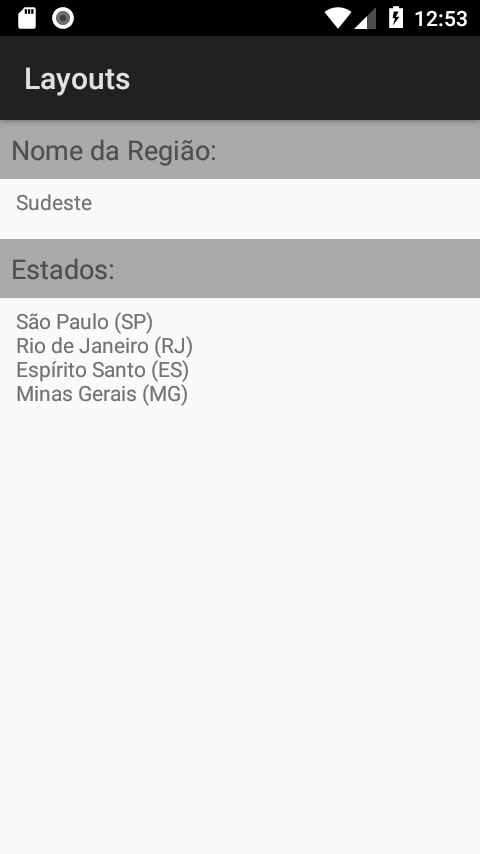 12:53
Layouts
Nome da Região:
Sudeste
Estados:
São Paulo (SP)
Rio de Janeiro (RJ)
Espírito Santo (ES)
Minas Gerais (MG)